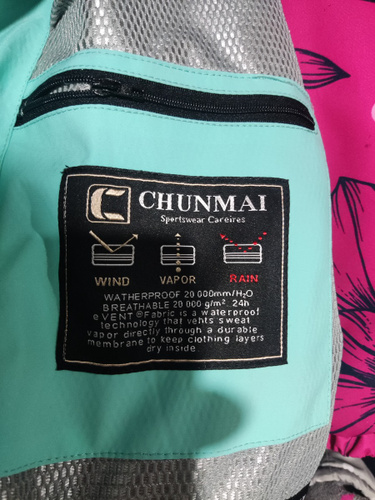 CHUNMAI
Sportswear Careires
WIND VAPOR RAIN
WATHERPROOF 20 000mm/H₂O
BREATHABLE 20 000 g/m² 24h
eVENT®Fabric is a waterproof
technology that vehts sweat
vapor directly through a durable
membrane to keep clothing layers
dry inside